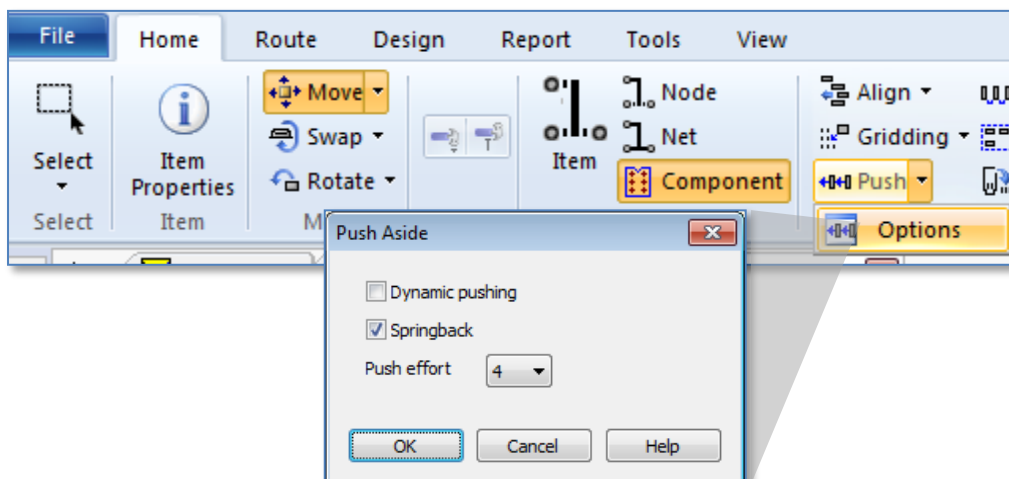 File Home Route Design Report Tools View
Move Node Align
Swap Net Gridding
Select Item Properties Rotate Item Component Push
Select Item Options
Push Aside
Dynamic pushing
Springback
Push effort 4
OK Cancel Help